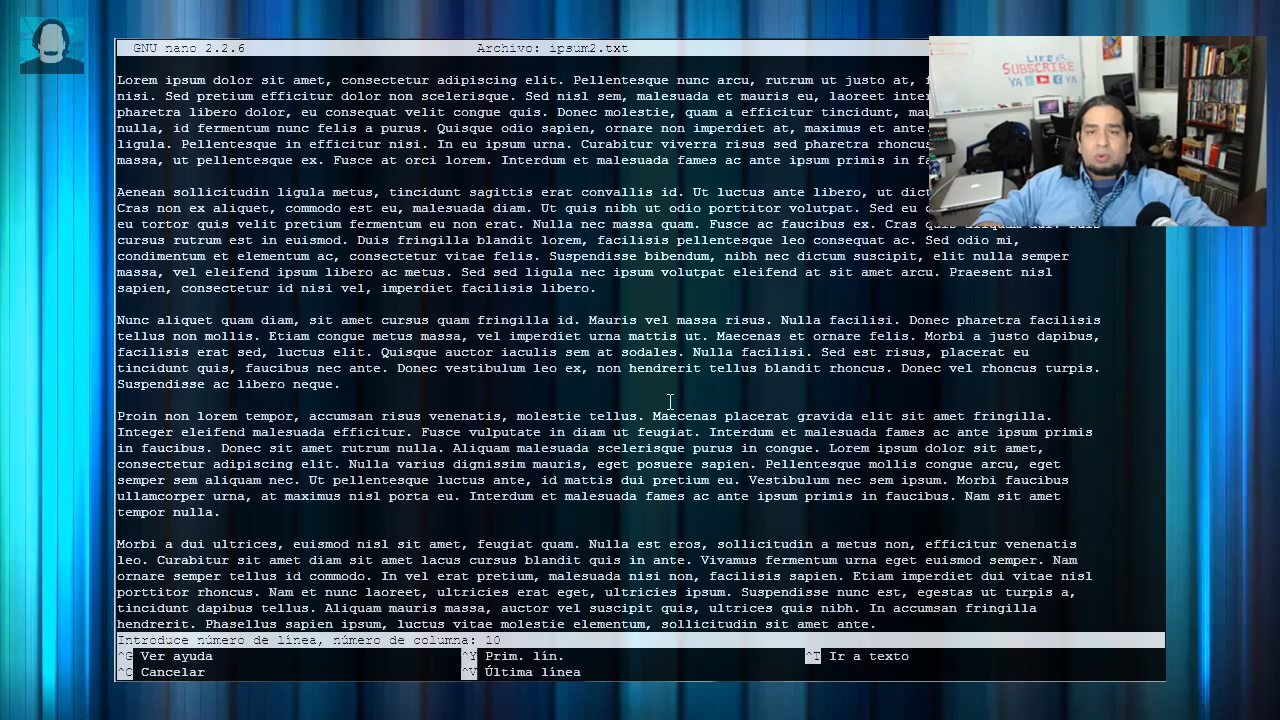 GNU nano 2.2.6 Archivo: ipsum2.txt
LIKE
SUBSCRIBE
YA YA
Lorem ipsum dolor sit amet, consectetur adipiscing elit. Pellentesque nunc arcu, rutrum ut justo at,
nisi. Sed pretium efficitur dolor non scelerisque. Sed nisl sem, malesuada et mauris eu, laoreet
pharetra libero dolor, eu consequat velit congue quis. Donec molestie, quam a efficitur tincidunt,
nulla, id fermentum nunc felis a purus. Quisque odio sapien, ornare non imperdiet at, maximus et ante.
ligula. Pellentesque in efficitur nisi. In eu ipsum urna. Curabitur viverra risus sed pharetra
massa, ut pellentesque ex. Fusce at orci lorem. Interdum et malesuada fames ac ante ipsum primis in
Aenean sollicitudin ligula metus, tincidunt sagittis erat convallis id. Ut luctus ante libero, ut
Cras non ex aliquet, commodo est eu, malesuada diam. Ut quis nibh ut odio porttitor volutpat. Sed eu
eu tortor quis velit pretium fermentum eu non erat. Nulla nec massa quam. Fusce ac faucibus ex. Cras
cursus rutrum est in euismod. Duis fringilla blandit lorem, facilisis pellentesque leo consequat ac. Sed odio mi,
condimentum et elementum ac, consectetur vitae felis. Suspendisse bibendum, nibh nec dictum suscipit, elit nulla semper
massa, vel eleifend ipsum libero ac metus. Sed sed ligula nec ipsum volutpat eleifend at sit amet arcu. Praesent nisl
sapien, consectetur id nisi vel, imperdiet facilisis libero.
Nunc aliquet quam diam, sit amet cursus quam fringilla id. Mauris vel massa risus. Nulla facilisi. Donec pharetra facilisis
tellus non mollis. Etiam congue metus massa, vel imperdiet urna mattis ut. Maecenas et ornare felis. Morbi a justo dapibus,
facilisis erat sed, luctus elit. Quisque auctor iaculis sem at sodales. Nulla facilisi. Sed est risus, placerat eu
tincidunt quis, faucibus nec ante. Donec vestibulum leo ex, non hendrerit tellus blandit rhoncus. Donec vel rhoncus turpis.
Suspendisse ac libero neque.
Proin non lorem tempor, accumsan risus venenatis, molestie tellus. Maecenas placerat gravida elit sit amet fringilla.
Integer eleifend malesuada efficitur. Fusce vulputate in diam ut feugiat. Interdum et malesuada fames ac ante ipsum primis
in faucibus. Donec sit amet rutrum nulla. Aliquam malesuada scelerisque purus in congue. Lorem ipsum dolor sit amet,
consectetur adipiscing elit. Nulla varius dignissim mauris, eget posuere sapien. Pellentesque mollis congue arcu, eget
semper sem aliquam nec. Ut pellentesque luctus ante, id mattis dui pretium eu. Vestibulum nec sem ipsum. Morbi faucibus
ullamcorper urna, at maximus nisl porta eu. Interdum et malesuada fames ac ante ipsum primis in faucibus. Nam sit amet
tempor nulla.
Morbi a dui ultrices, euismod nisl sit amet, feugiat quam. Nulla est eros, sollicitudin a metus non, efficitur venenatis
leo. Curabitur sit amet diam sit amet lacus cursus blandit quis in ante. Vivamus fermentum urna eget euismod semper. Nam
ornare semper tellus id commodo. In vel erat pretium, malesuada nisi non, facilisis sapien. Etiam imperdiet dui vitae nisl
porttitor rhoncus. Nam et nunc laoreet, ultricies erat eget, ultricies ipsum. Suspendisse nunc est, egestas ut turpis a,
tincidunt dapibus tellus. Aliquam mauris massa, auctor vel suscipit quis, ultrices quis nibh. In accumsan fringilla
hendrerit. Phasellus sapien ipsum, luctus vitae molestie elementum, sollicitudin sit amet ante.
Introduce número de línea, número de columna: 10
^G Ver ayuda ^Y Prim. lín. ^T Ir a texto
^C Cancelar ^V Última línea